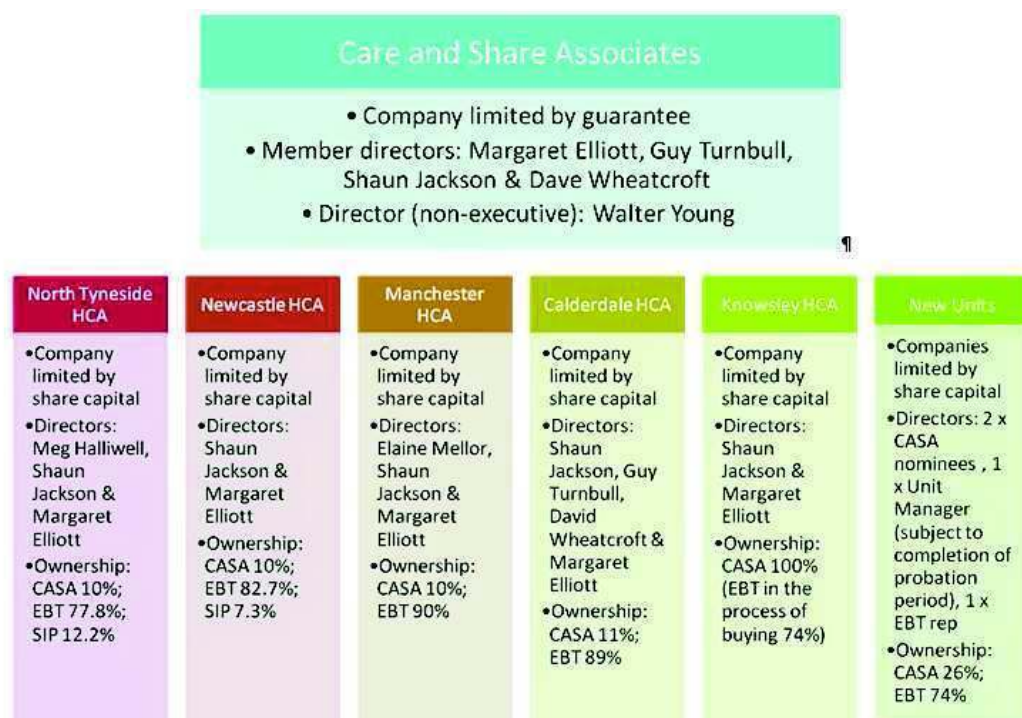 Care and Share Associates
• Company limited by guarantee
• Member directors: Margaret Elliott, Guy Turnbull,
Shaun Jackson & Dave Wheatcroft
• Director (non-executive): Walter Young
¶
North Tyneside
HCA
•Company
limited by
share capital
•Directors:
Meg Halliwell,
Shaun
Jackson &
Margaret
Elliott
•Ownership:
CASA 10%;
EBT 77.8%;
SIP 12.2%
Newcastle HCA
•Company
limited by
share capital
•Directors:
Shaun
Jackson &
Margaret
Elliott
•Ownership:
CASA 10%;
EBT 82.7%;
SIP 7.3%
Manchester
HCA
•Company
limited by
share capital
•Directors:
Elaine Mellor,
Shaun
Jackson &
Margaret
Elliott
•Ownership:
CASA 10%;
EBT 90%
Calderdale HCA
•Company
limited by
share capital
•Directors:
Shaun
Jackson, Guy
Turnbull,
David
Wheatcroft &
Margaret
Elliott
•Ownership:
CASA 11%;
EBT 89%
Knowsley HCA
•Company
limited by
share capital
•Directors:
Shaun
Jackson &
Margaret
Elliott
•Ownership:
CASA 100%
(EBT in the
process of
buying 74%)
New Units
•Companies
limited by
share capital
•Directors: 2 x
CASA
nominees , 1
x Unit
Manager
(subject to
completion of
probation
period), 1 x
EBT rep
•Ownership:
CASA 26%;
EBT 74%